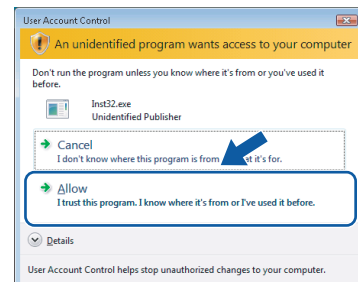 User Account Control
An unidentified program wants access to your computer
Don't run the program unless you know where it's from or you've used it
before.
Inst32.exe
Unidentified Publisher
Cancel
I don't know where this program is from at it's for.
Allow
I trust this program. I know where it's from or I've used it before.
Details
User Account Control helps stop unauthorized changes to your computer.